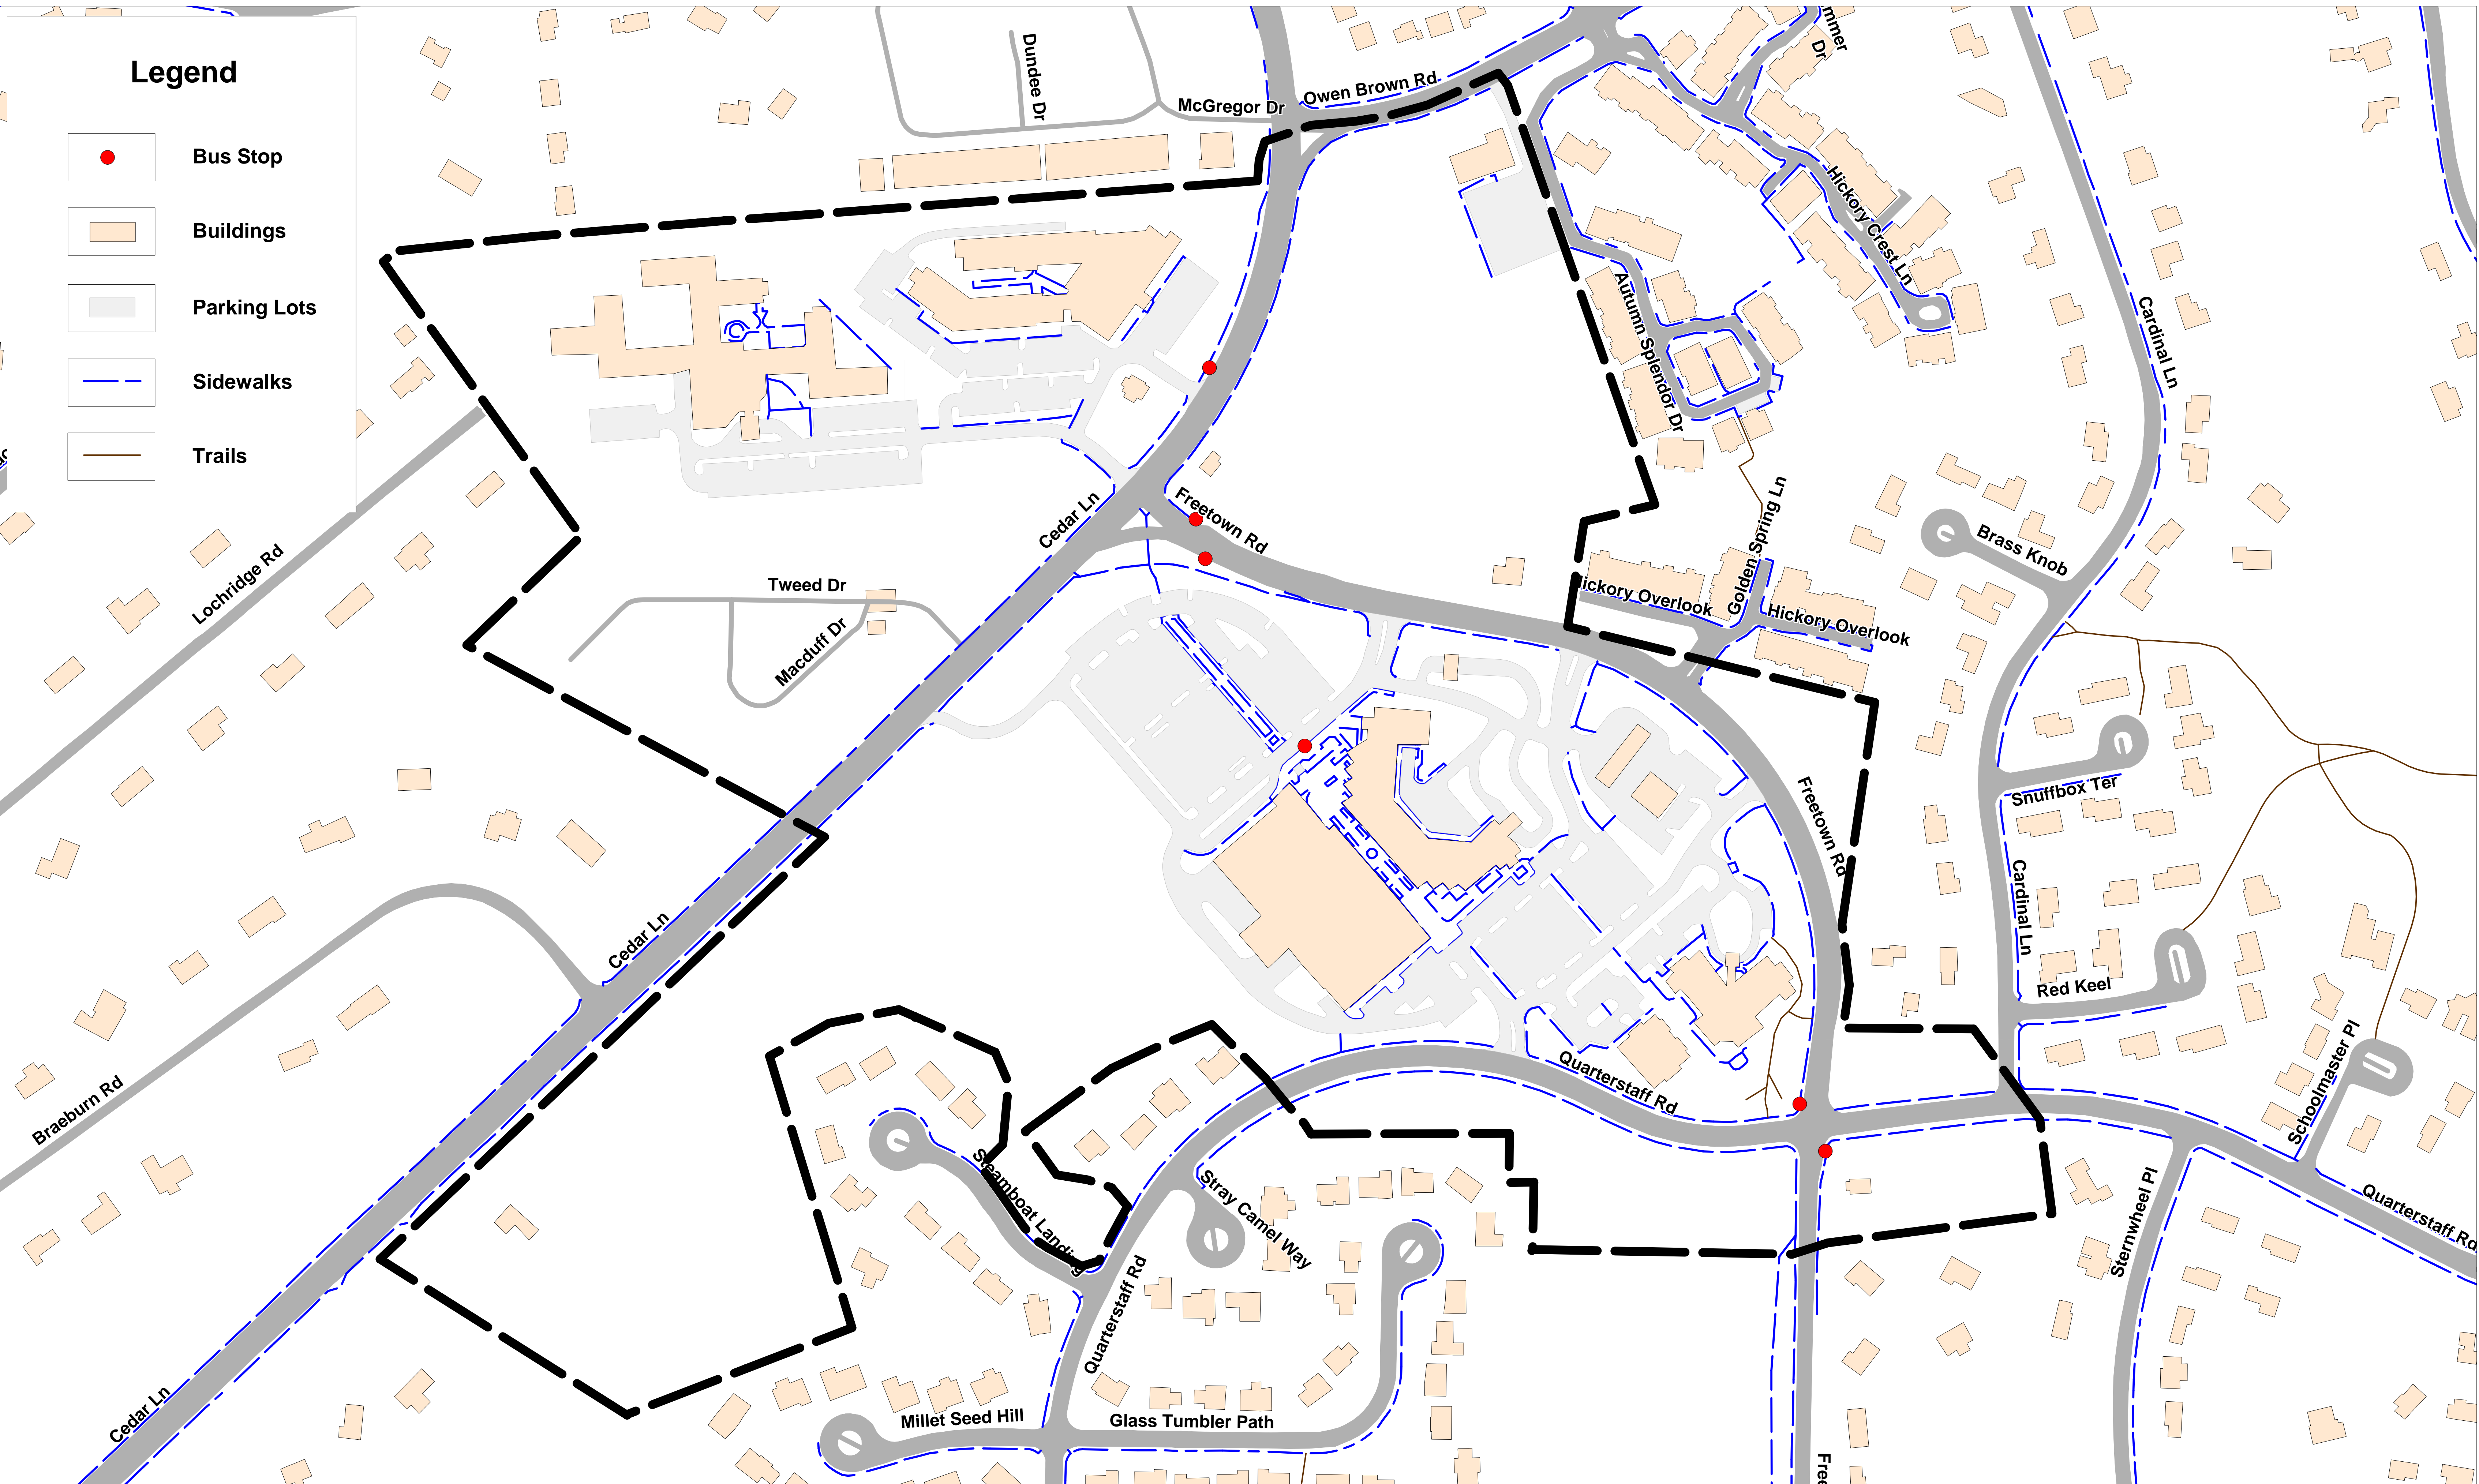 Legend
Bus Stop
Buildings
Parking Lots
Sidewalks
Trails
Dundee Dr
McGregor Dr
Owen Brown Rd
Dr
Hickory Crest Ln
Cardinal Ln
Autumn Splendor Dr
Cedar Ln
Freetown Rd
Golden Spring Ln
Brass Knob
Lochridge Rd
Tweed Dr
Hickory Overlook
Hickory Overlook
Macduff Dr
Snuffbox Ter
Freetown Rd
Cardinal Ln
Cedar Ln
Red Keel
Quarterstaff Rd
Schoolmaster Pl
Braeburn Rd
Steamboat Landing
Stray Camel Way
Sternwheel Pl
Quarterstaff Rd
Quarterstaff Rd
Cedar Ln
Millet Seed Hill
Glass Tumbler Path